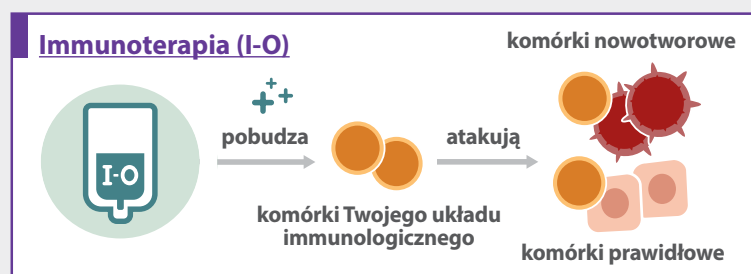 Immunoterapia (I-O)
komórki nowotworowe
pobudza
atakują
I-O
komórki Twojego układu
immunologicznego
komórki prawidłowe